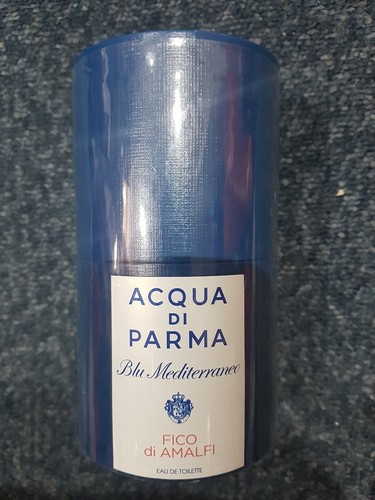 ACQUA
DI
PARMA
Blu Mediterraneo
FICO
di AMALFI
EAU DE TOILETTE